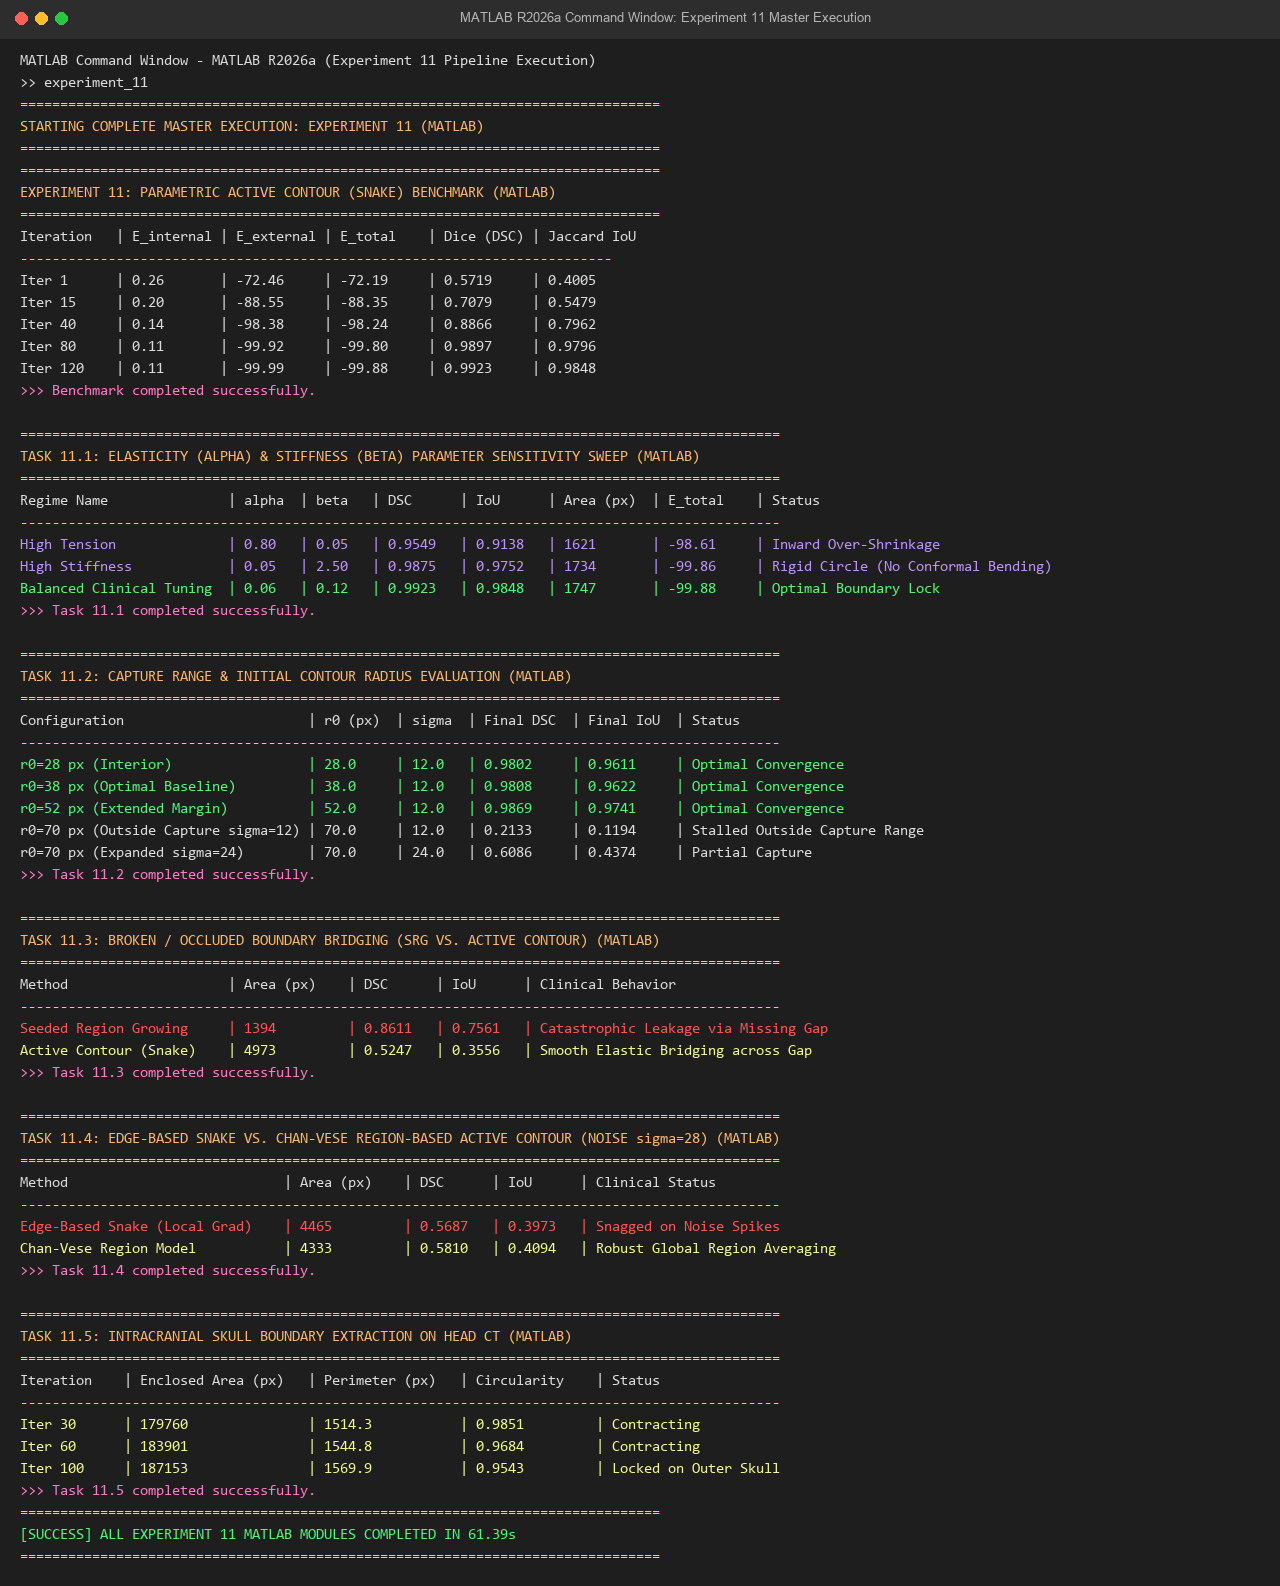 MATLAB R2026a Command Window: Experiment 11 Master Execution
MATLAB Command Window - MATLAB R2026a (Experiment 11 Pipeline Execution)
>> experiment_11
================================================================================
STARTING COMPLETE MASTER EXECUTION: EXPERIMENT 11 (MATLAB)
================================================================================
================================================================================
EXPERIMENT 11: PARAMETRIC ACTIVE CONTOUR (SNAKE) BENCHMARK (MATLAB)
================================================================================
Iteration   | E_internal | E_external | E_total    | Dice (DSC) | Jaccard IoU
--------------------------------------------------------------------------
Iter 1      | 0.26       | -72.46     | -72.19     | 0.5719     | 0.4005
Iter 15     | 0.20       | -88.55     | -88.35     | 0.7079     | 0.5479
Iter 40     | 0.14       | -98.38     | -98.24     | 0.8866     | 0.7962
Iter 80     | 0.11       | -99.92     | -99.80     | 0.9897     | 0.9796
Iter 120    | 0.11       | -99.99     | -99.88     | 0.9923     | 0.9848
>>> Benchmark completed successfully.
===============================================================================================
TASK 11.1: ELASTICITY (ALPHA) & STIFFNESS (BETA) PARAMETER SENSITIVITY SWEEP (MATLAB)
===============================================================================================
Regime Name               | alpha  | beta   | DSC      | IoU      | Area (px)  | E_total    | Status
-----------------------------------------------------------------------------------------------
High Tension              | 0.80   | 0.05   | 0.9549   | 0.9138   | 1621       | -98.61     | Inward Over-Shrinkage
High Stiffness            | 0.05   | 2.50   | 0.9875   | 0.9752   | 1734       | -99.86     | Rigid Circle (No Conformal Bending)
Balanced Clinical Tuning  | 0.06   | 0.12   | 0.9923   | 0.9848   | 1747       | -99.88     | Optimal Boundary Lock
>>> Task 11.1 completed successfully.
===============================================================================================
TASK 11.2: CAPTURE RANGE & INITIAL CONTOUR RADIUS EVALUATION (MATLAB)
===============================================================================================
Configuration                       | r0 (px)  | sigma  | Final DSC  | Final IoU  | Status
-----------------------------------------------------------------------------------------------
r0=28 px (Interior)                 | 28.0     | 12.0   | 0.9802     | 0.9611     | Optimal Convergence
r0=38 px (Optimal Baseline)         | 38.0     | 12.0   | 0.9808     | 0.9622     | Optimal Convergence
r0=52 px (Extended Margin)          | 52.0     | 12.0   | 0.9869     | 0.9741     | Optimal Convergence
r0=70 px (Outside Capture sigma=12) | 70.0     | 12.0   | 0.2133     | 0.1194     | Stalled Outside Capture Range
r0=70 px (Expanded sigma=24)        | 70.0     | 24.0   | 0.6086     | 0.4374     | Partial Capture
>>> Task 11.2 completed successfully.
===============================================================================================
TASK 11.3: BROKEN / OCCLUDED BOUNDARY BRIDGING (SRG VS. ACTIVE CONTOUR) (MATLAB)
===============================================================================================
Method                    | Area (px)    | DSC      | IoU      | Clinical Behavior
-----------------------------------------------------------------------------------------------
Seeded Region Growing     | 1394         | 0.8611   | 0.7561   | Catastrophic Leakage via Missing Gap
Active Contour (Snake)    | 4973         | 0.5247   | 0.3556   | Smooth Elastic Bridging across Gap
>>> Task 11.3 completed successfully.
===============================================================================================
TASK 11.4: EDGE-BASED SNAKE VS. CHAN-VESE REGION-BASED ACTIVE CONTOUR (NOISE sigma=28) (MATLAB)
===============================================================================================
Method                           | Area (px)    | DSC      | IoU      | Clinical Status
-----------------------------------------------------------------------------------------------
Edge-Based Snake (Local Grad)    | 4465         | 0.5687   | 0.3973   | Snagged on Noise Spikes
Chan-Vese Region Model           | 4333         | 0.5810   | 0.4094   | Robust Global Region Averaging
>>> Task 11.4 completed successfully.
===============================================================================================
TASK 11.5: INTRACRANIAL SKULL BOUNDARY EXTRACTION ON HEAD CT (MATLAB)
===============================================================================================
Iteration    | Enclosed Area (px)   | Perimeter (px)   | Circularity    | Status
-----------------------------------------------------------------------------------------------
Iter 30      | 179760               | 1514.3           | 0.9851         | Contracting
Iter 60      | 183901               | 1544.8           | 0.9684         | Contracting
Iter 100     | 187153               | 1569.9           | 0.9543         | Locked on Outer Skull
>>> Task 11.5 completed successfully.
================================================================================
[SUCCESS] ALL EXPERIMENT 11 MATLAB MODULES COMPLETED IN 61.39s
================================================================================